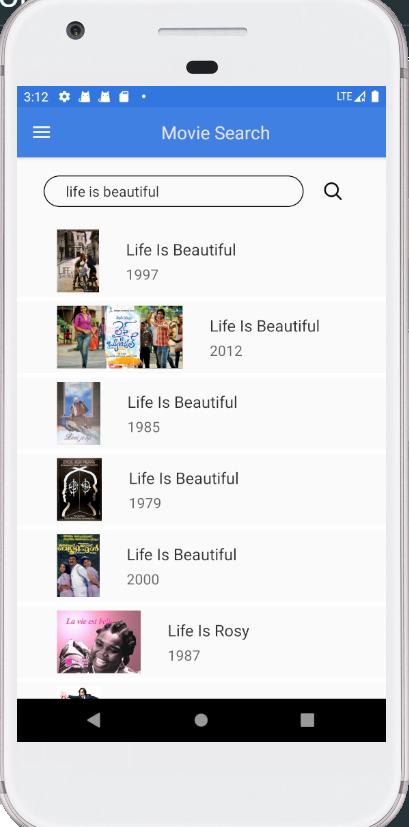 3:12
LTE
Movie Search
life is beautiful
Life Is Beautiful
1997
Life Is Beautiful
2012
Life Is Beautiful
1985
Life Is Beautiful
1979
Life Is Beautiful
2000
La vie est belle
Life Is Rosy
1987